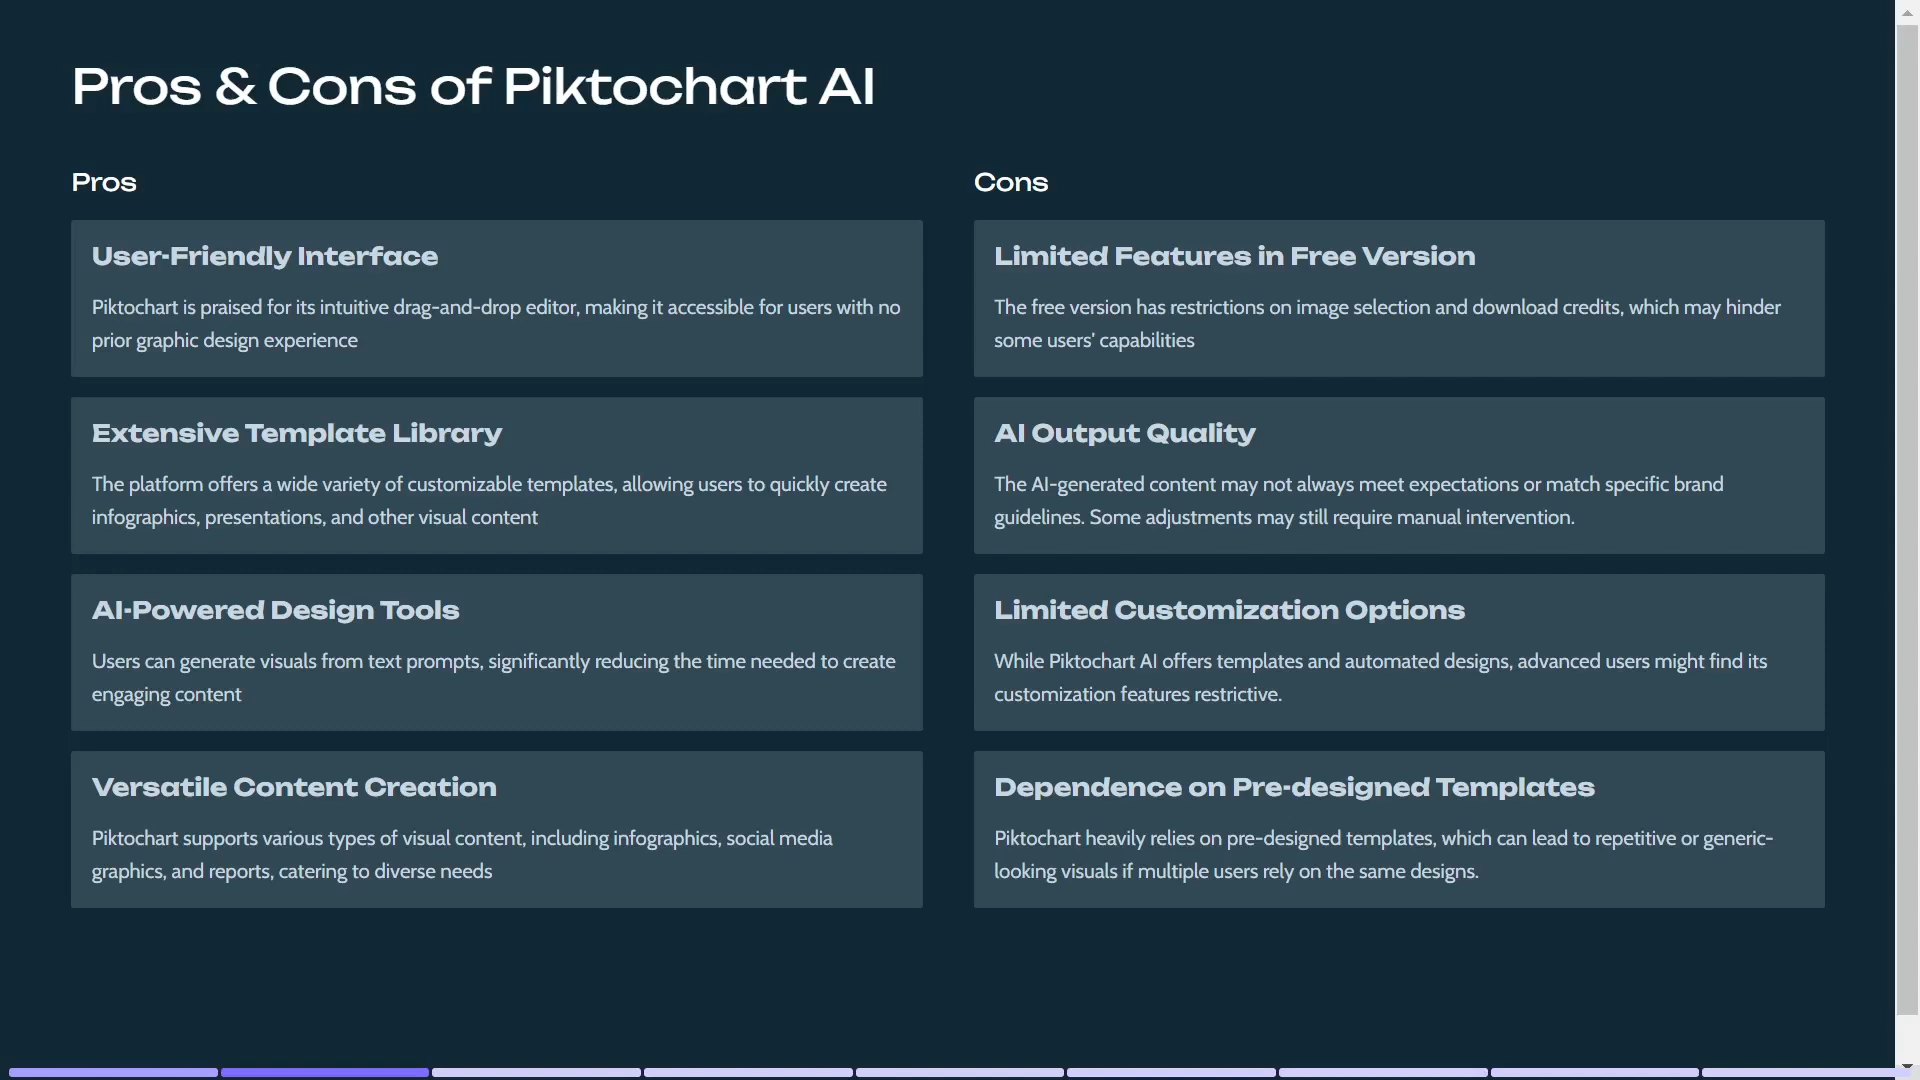 Pros & Cons of Piktochart AI
Pros
User-Friendly Interface
Piktochart is praised for its intuitive drag-and-drop editor, making it accessible for users with no
prior graphic design experience
Extensive Template Library
The platform offers a wide variety of customizable templates, allowing users to quickly create
infographics, presentations, and other visual content
AI-Powered Design Tools
Users can generate visuals from text prompts, significantly reducing the time needed to create
engaging content
Versatile Content Creation
Piktochart supports various types of visual content, including infographics, social media
graphics, and reports, catering to diverse needs
Cons
Limited Features in Free Version
The free version has restrictions on image selection and download credits, which may hinder
some users' capabilities
AI Output Quality
The AI-generated content may not always meet expectations or match specific brand
guidelines. Some adjustments may still require manual intervention.
Limited Customization Options
While Piktochart AI offers templates and automated designs, advanced users might find its
customization features restrictive.
Dependence on Pre-designed Templates
Piktochart heavily relies on pre-designed templates, which can lead to repetitive or generic-
looking visuals if multiple users rely on the same designs.